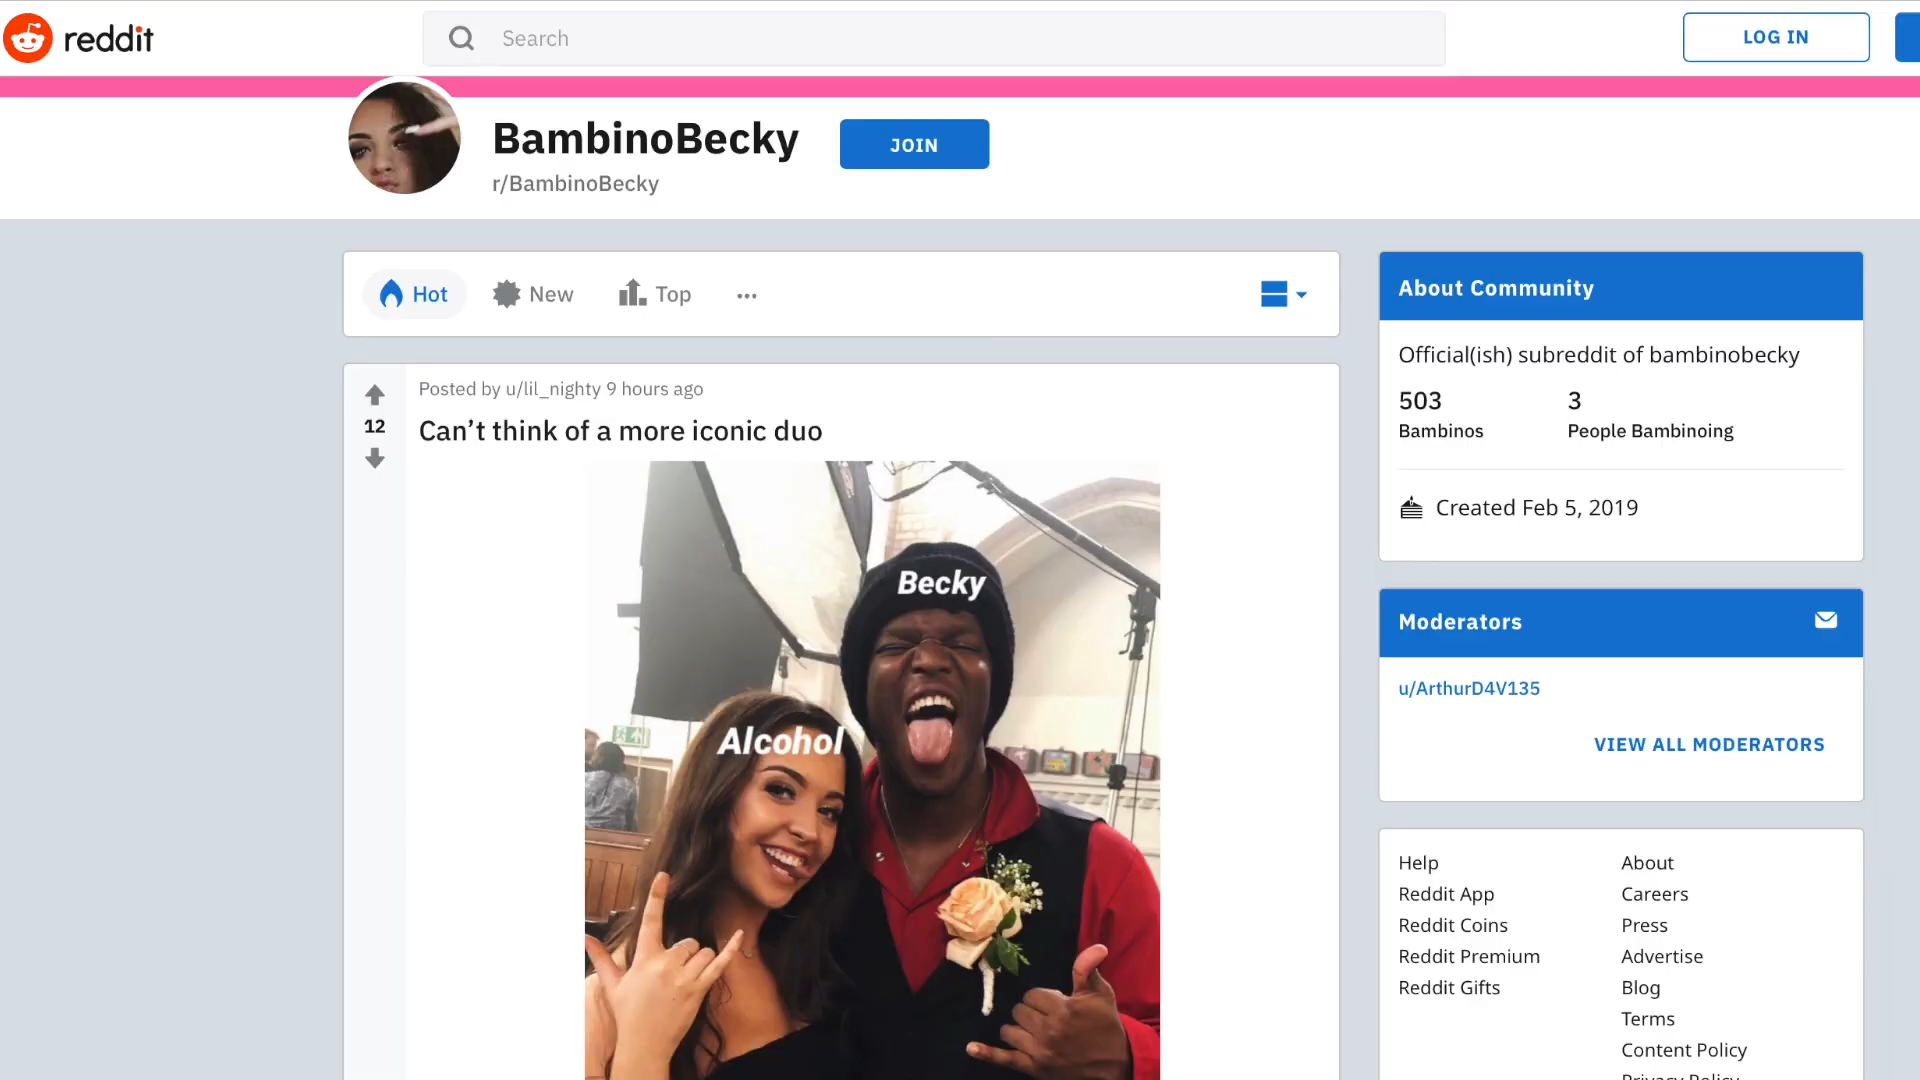 reddit
Search
LOG IN
BambinoBecky
JOIN
r/BambinoBecky
Hot
New
Top
Posted by u/lil_nighty 9 hours ago
12
Can’t think of a more iconic duo
Becky
Alcohol
About Community
Official(ish) subreddit of bambinobecky
503
3
Bambinos
People Bambinoing
Created Feb 5, 2019
Moderators
u/ArthurD4V135
VIEW ALL MODERATORS
Help
About
Reddit App
Careers
Reddit Coins
Press
Reddit Premium
Advertise
Reddit Gifts
Blog
Terms
Content Policy
Privacy Policy